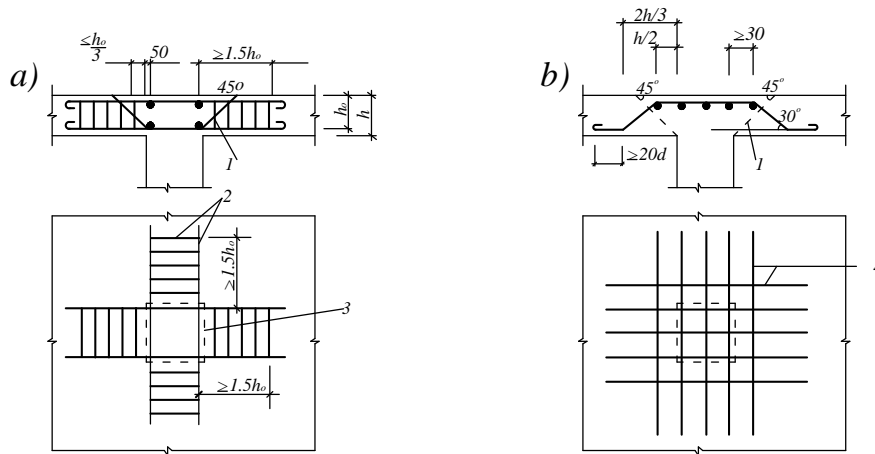 a)
≤h₀/3
50
≥1.5h₀
45o
h₀
h
1
2
≥1.5h₀
3
≥1.5h₀
b)
2h/3
h/2
≥30
45°
45°
30°
≥20d
1